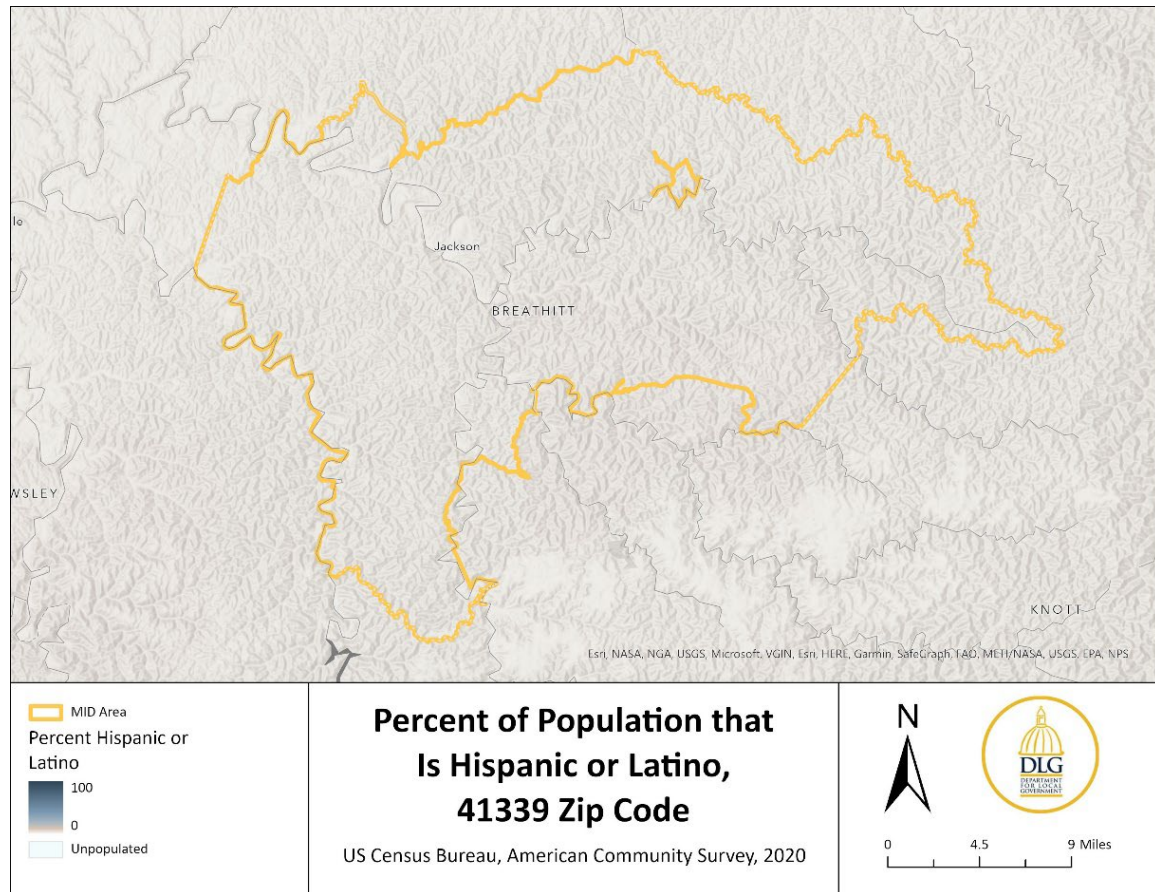 le
Jackson
BREATHITT
WSLEY
KNOTT
Esri, NASA, NGA, USGS, Microsoft, VGIN, Esri, HERE, Garmin, SafeGraph, FAO, METI/NASA, USGS, EPA, NPS
MID Area
Percent Hispanic or
Latino
100
0
Unpopulated
Percent of Population that
Is Hispanic or Latino,
41339 Zip Code
US Census Bureau, American Community Survey, 2020
N
DLG
DEPARTMENT
FOR LOCAL
GOVERNMENT
0 4.5 9 Miles